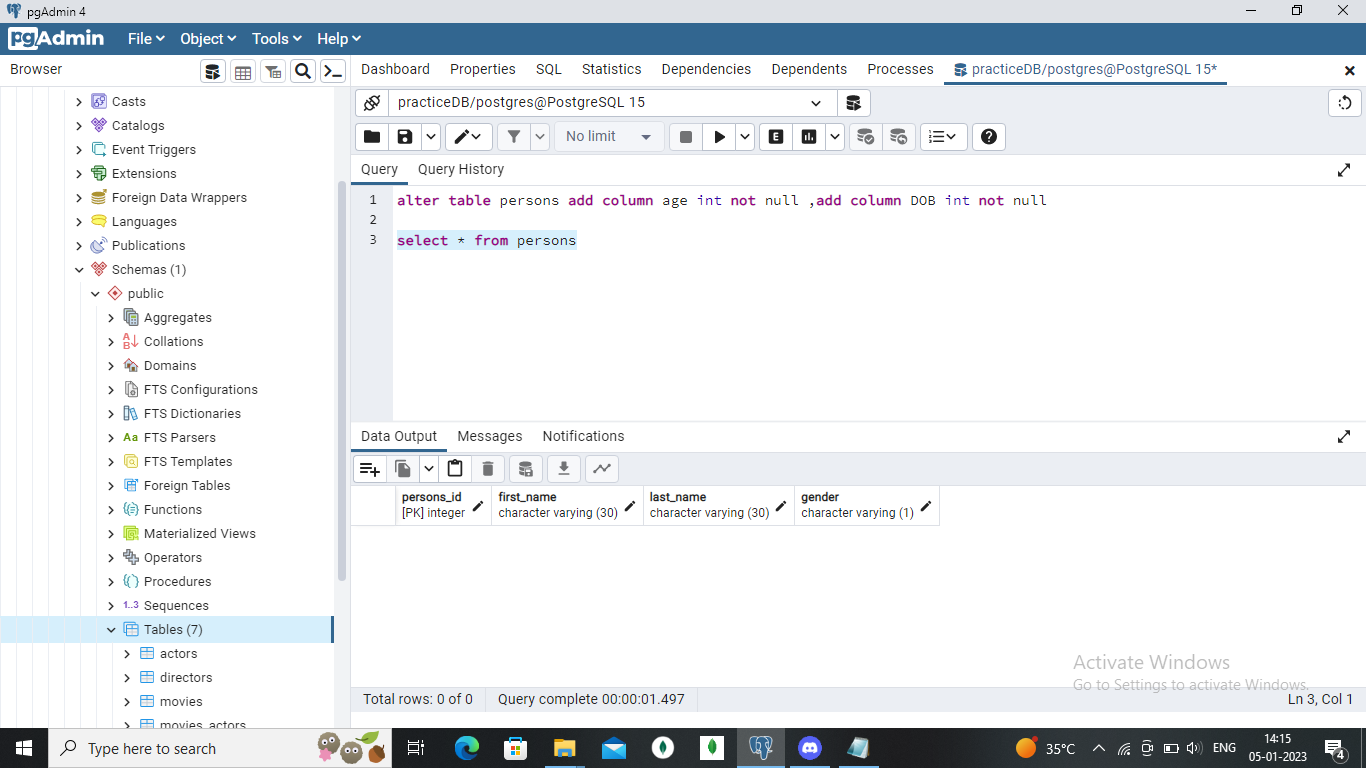 pgAdmin 4
pgAdmin File Object Tools Help
Browser
Dashboard Properties SQL Statistics Dependencies Dependents Processes practiceDB/postgres@PostgreSQL 15*
Casts
Catalogs
Event Triggers
Extensions
Foreign Data Wrappers
Languages
Publications
Schemas (1)
public
Aggregates
Collations
Domains
FTS Configurations
FTS Dictionaries
Aa FTS Parsers
FTS Templates
Foreign Tables
Functions
Materialized Views
Operators
Procedures
1..3 Sequences
Tables (7)
actors
directors
movies
movies_actors
practiceDB/postgres@PostgreSQL 15
No limit
E
Query Query History
1 alter table persons add column age int not null ,add column DOB int not null
2
3 select * from persons
Data Output Messages Notifications
persons_id first_name last_name gender
[PK] integer character varying (30) character varying (30) character varying (1)
Activate Windows
Go to Settings to activate Windows.
Total rows: 0 of 0 Query complete 00:00:01.497 Ln 3, Col 1
Type here to search
35°C ENG
14:15
05-01-2023
4